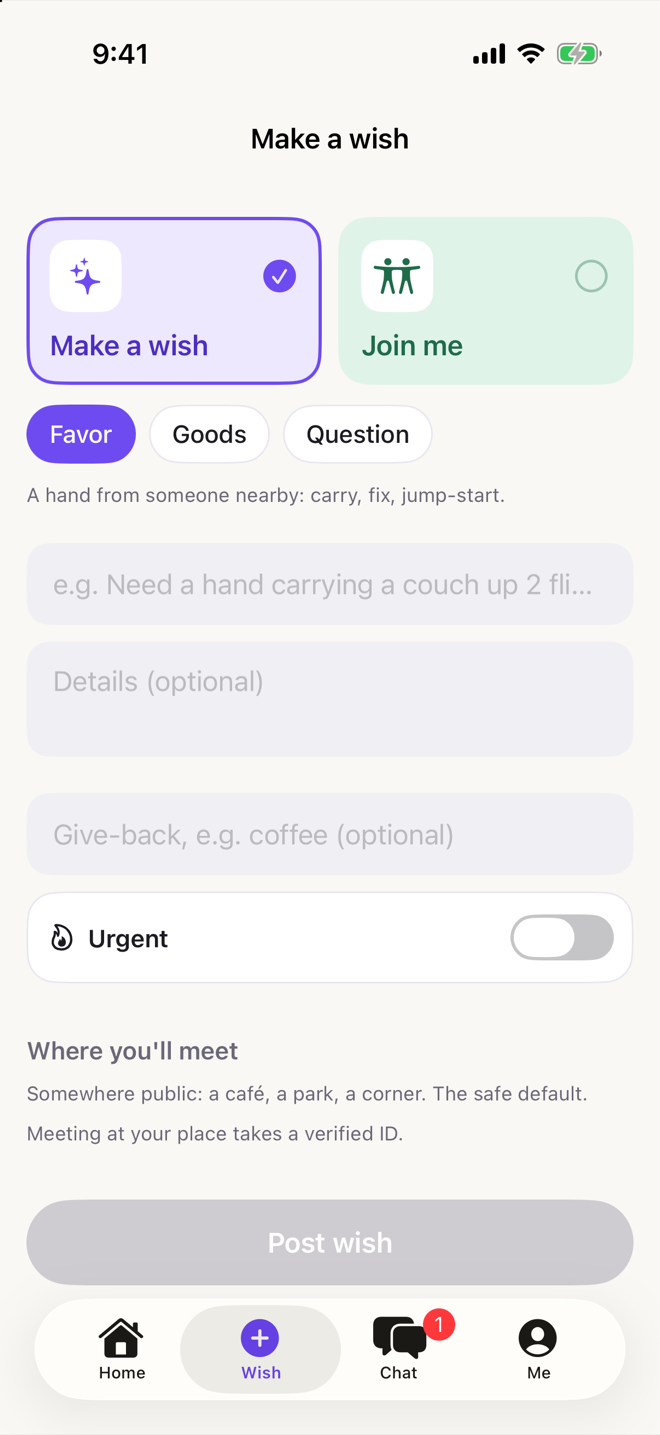 9:41
Make a wish
Make a wish
Join me
Favor
Goods
Question
A hand from someone nearby: carry, fix, jump-start.
e.g. Need a hand carrying a couch up 2 fli...
Details (optional)
Give-back, e.g. coffee (optional)
Urgent
Where you'll meet
Somewhere public: a café, a park, a corner. The safe default.
Meeting at your place takes a verified ID.
Post wish
1
Home
Wish
Chat
Me